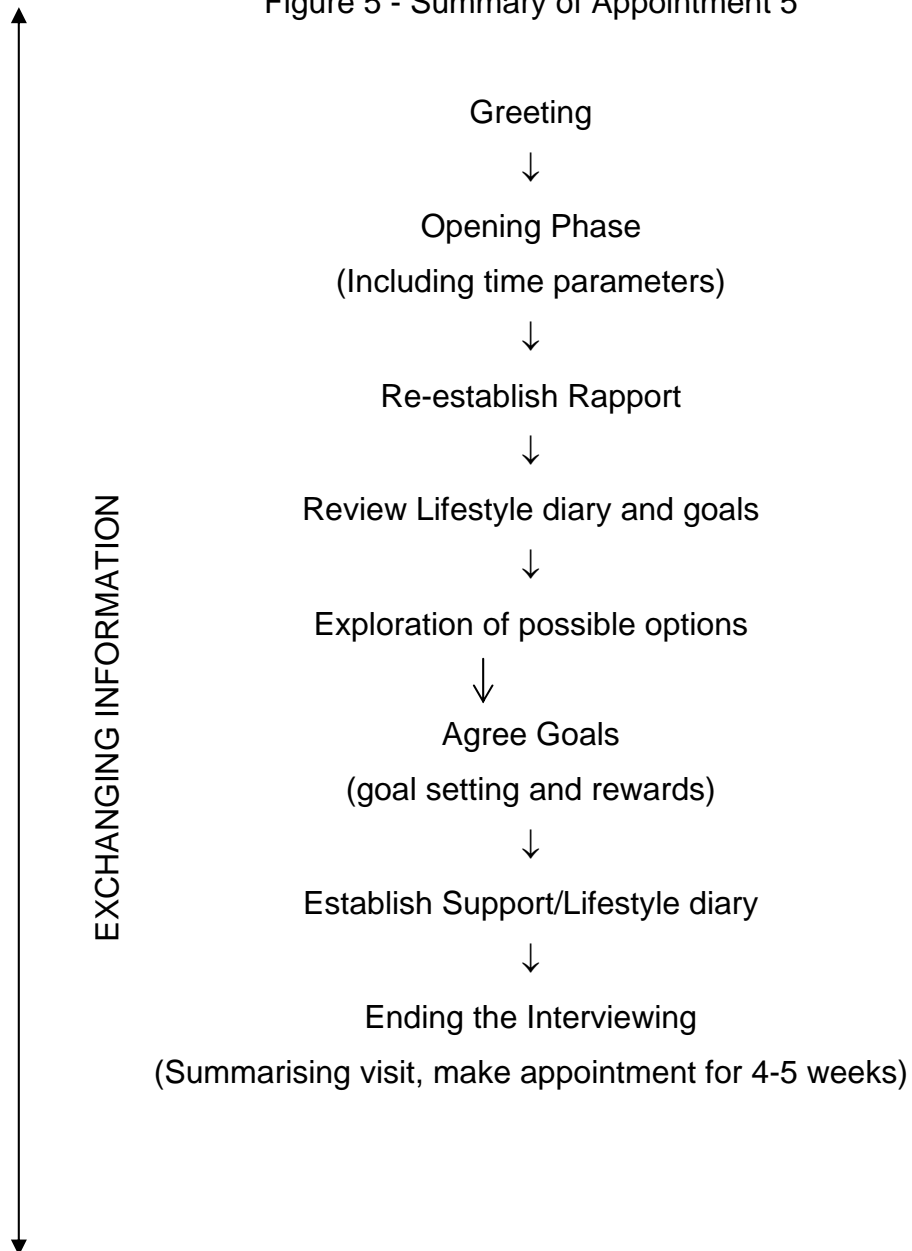 Figure 5 - Summary of Appointment 5
Greeting
↓
Opening Phase
(Including time parameters)
↓
Re-establish Rapport
↓
Review Lifestyle diary and goals
↓
Exploration of possible options
↓
Agree Goals
(goal setting and rewards)
↓
Establish Support/Lifestyle diary
↓
Ending the Interviewing
(Summarising visit, make appointment for 4-5 weeks)
EXCHANGING INFORMATION